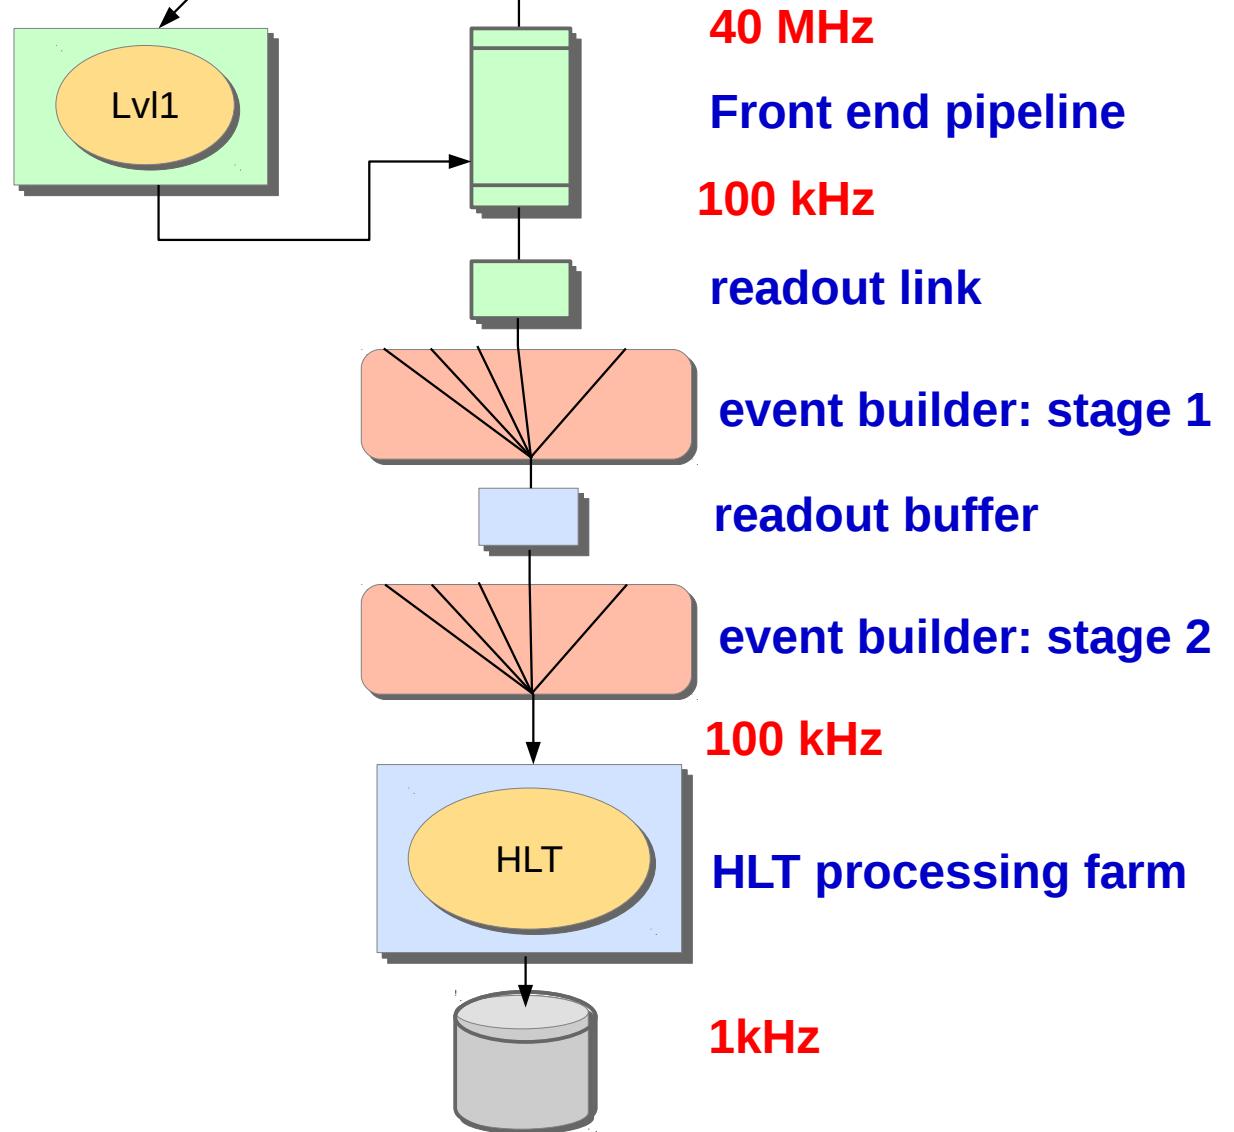 40 MHz
Lvl1
Front end pipeline
100 kHz
readout link
event builder: stage 1
readout buffer
event builder: stage 2
100 kHz
HLT
HLT processing farm
1kHz